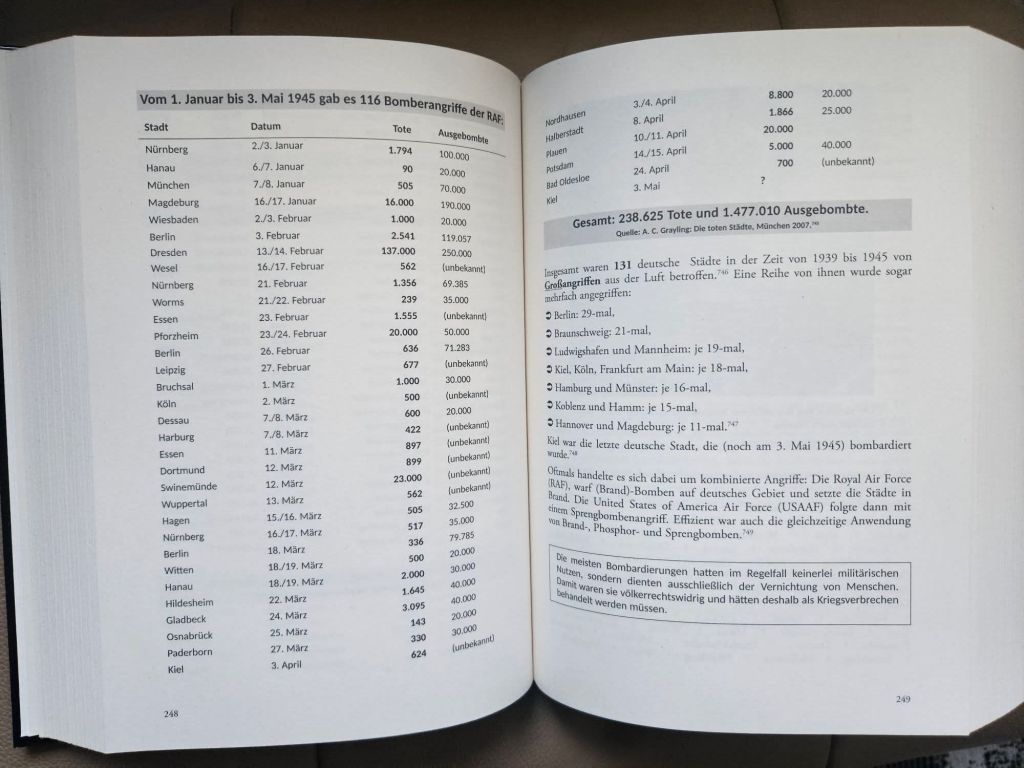 Vom 1. Januar bis 3. Mai 1945 gab es 116 Bomberangriffe der RAF:
Stadt Datum Tote Ausgebombte
Nürnberg 2./3. Januar 1.794 100.000
Hanau 6./7. Januar 90 20.000
München 7./8. Januar 505 70.000
Magdeburg 16./17. Januar 16.000 190.000
Wiesbaden 2./3. Februar 1.000 20.000
Berlin 3. Februar 2.541 119.057
Dresden 13./14. Februar 137.000 250.000
Wesel 16./17. Februar 562 (unbekannt)
Nürnberg 21. Februar 1.356 69.385
Worms 21./22. Februar 239 35.000
Essen 23. Februar 1.555 (unbekannt)
Pforzheim 23./24. Februar 20.000 50.000
Berlin 26. Februar 636 71.283
Leipzig 27. Februar 677 (unbekannt)
Bruchsal 1. März 1.000 30.000
Köln 2. März 500 (unbekannt)
Dessau 7./8. März 600 20.000
Harburg 7./8. März 422 (unbekannt)
Essen 11. März 897 (unbekannt)
Dortmund 12. März 899 (unbekannt)
Swinemünde 12. März 23.000 (unbekannt)
Wuppertal 13. März 562 (unbekannt)
Hagen 15./16. März 505 32.500
Nürnberg 16./17. März 517 35.000
Berlin 18. März 336 79.785
Witten 18./19. März 500 20.000
Hanau 18./19. März 2.000 30.000
Hildesheim 22. März 1.645 40.000
Gladbeck 24. März 3.095 40.000
Osnabrück 25. März 143 20.000
Paderborn 27. März 330 30.000
Kiel 3. April 624 (unbekannt)
248
Nordhausen 3./4. April 8.800 20.000
Halberstadt 8. April 1.866 25.000
Plauen 10./11. April 20.000
Potsdam 14./15. April 5.000 40.000
Bad Oldesloe 24. April 700 (unbekannt)
Kiel 3. Mai ?
Gesamt: 238.625 Tote und 1.477.010 Ausgebombte.
Quelle: A. C. Grayling: Die toten Städte, München 2007.⁷⁴⁵
Insgesamt waren 131 deutsche Städte in der Zeit von 1939 bis 1945 von
Großangriffen aus der Luft betroffen.⁷⁴⁶ Eine Reihe von ihnen wurde sogar
mehrfach angegriffen:
➲ Berlin: 29-mal,
➲ Braunschweig: 21-mal,
➲ Ludwigshafen und Mannheim: je 19-mal,
➲ Kiel, Köln, Frankfurt am Main: je 18-mal,
➲ Hamburg und Münster: je 16-mal,
➲ Koblenz und Hamm: je 15-mal,
➲ Hannover und Magdeburg: je 11-mal.⁷⁴⁷
Kiel war die letzte deutsche Stadt, die (noch am 3. Mai 1945) bombardiert
wurde.⁷⁴⁸
Oftmals handelte es sich dabei um kombinierte Angriffe: Die Royal Air Force
(RAF), warf (Brand)-Bomben auf deutsches Gebiet und setzte die Städte in
Brand. Die United States of America Air Force (USAAF) folgte dann mit
einem Sprengbombenangriff. Effizient war auch die gleichzeitige Anwendung
von Brand-, Phosphor- und Sprengbomben.⁷⁴⁹
Die meisten Bombardierungen hatten im Regelfall keinerlei militärischen
Nutzen, sondern dienten ausschließlich der Vernichtung von Menschen.
Damit waren sie völkerrechtswidrig und hätten deshalb als Kriegsverbrechen
behandelt werden müssen.
249